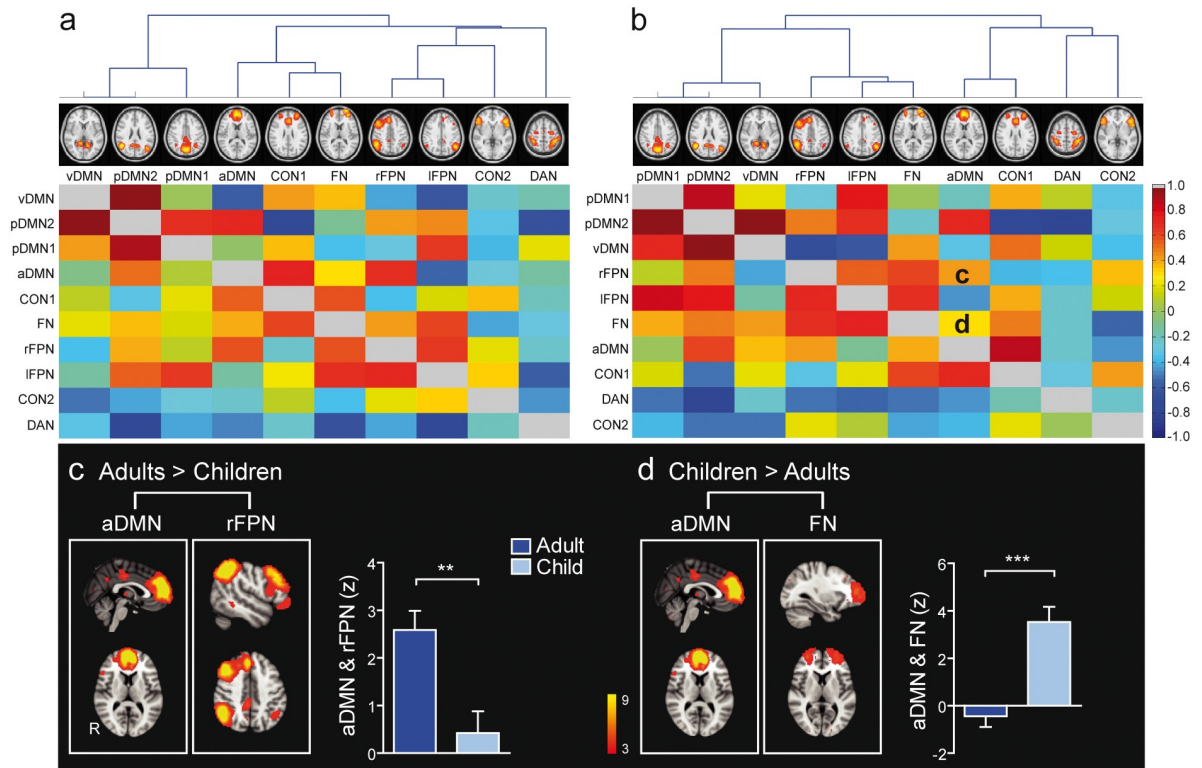 a
b
vDMN pDMN2 pDMN1 aDMN CON1 FN rFPN lFPN CON2 DAN
pDMN1 pDMN2 vDMN rFPN lFPN FN aDMN CON1 DAN CON2
vDMN
pDMN2
pDMN1
aDMN
CON1
FN
rFPN
lFPN
CON2
DAN
pDMN1
pDMN2
vDMN
rFPN
lFPN
FN
aDMN
CON1
DAN
CON2
c
d
1.0
0.8
0.6
0.4
0.2
0
-0.2
-0.4
-0.6
-0.8
-1.0
c Adults > Children
aDMN rFPN
R
Adult
Child
aDMN & rFPN (z)
4
3
2
1
0
**
9
3
d Children > Adults
aDMN FN
aDMN & FN (z)
6
4
2
0
-2
***